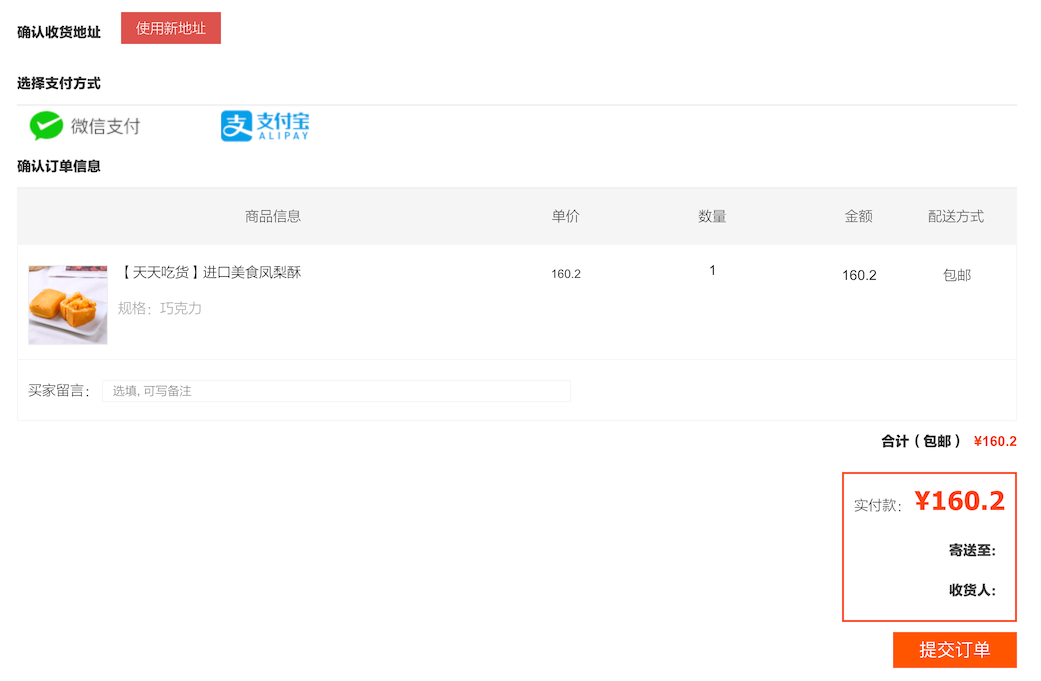 确认收货地址 使用新地址
选择支付方式
微信支付 支付宝
ALIPAY
确认订单信息
商品信息 单价 数量 金额 配送方式
【天天吃货】进口美食凤梨酥 160.2 1 160.2 包邮
规格：巧克力
买家留言： 选填,可写备注
合计（包邮） ¥160.2
实付款： ¥160.2
寄送至:
收货人:
提交订单